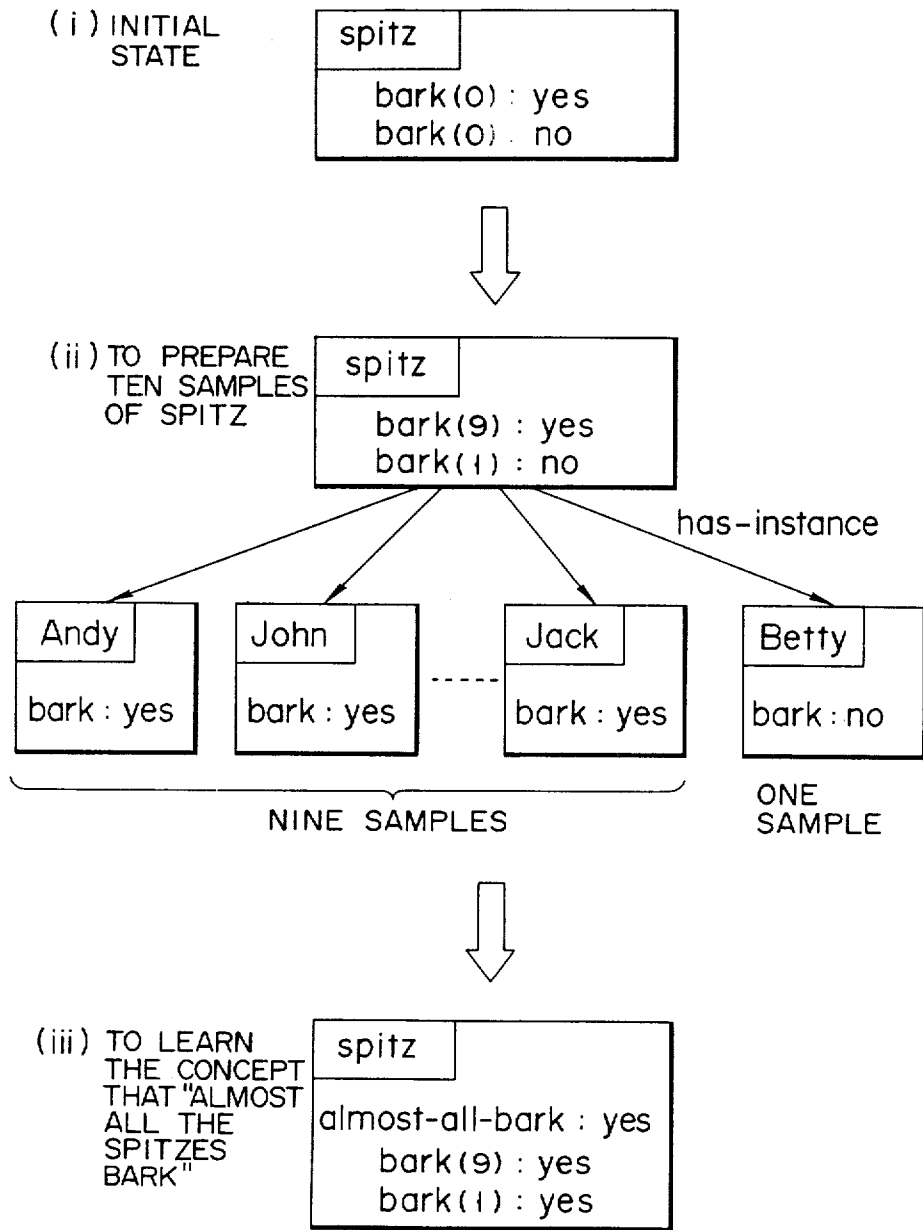 (i) INITIAL
STATE
spitz
bark(0) : yes
bark(0) : no
(ii) TO PREPARE
TEN SAMPLES
OF SPITZ
spitz
bark(9) : yes
bark(1) : no
has-instance
Andy
bark : yes
John
bark : yes
-----
Jack
bark : yes
Betty
bark : no
NINE SAMPLES
ONE
SAMPLE
(iii) TO LEARN
THE CONCEPT
THAT "ALMOST
ALL THE
SPITZES
BARK"
spitz
almost-all-bark : yes
bark(9) : yes
bark(1) : yes